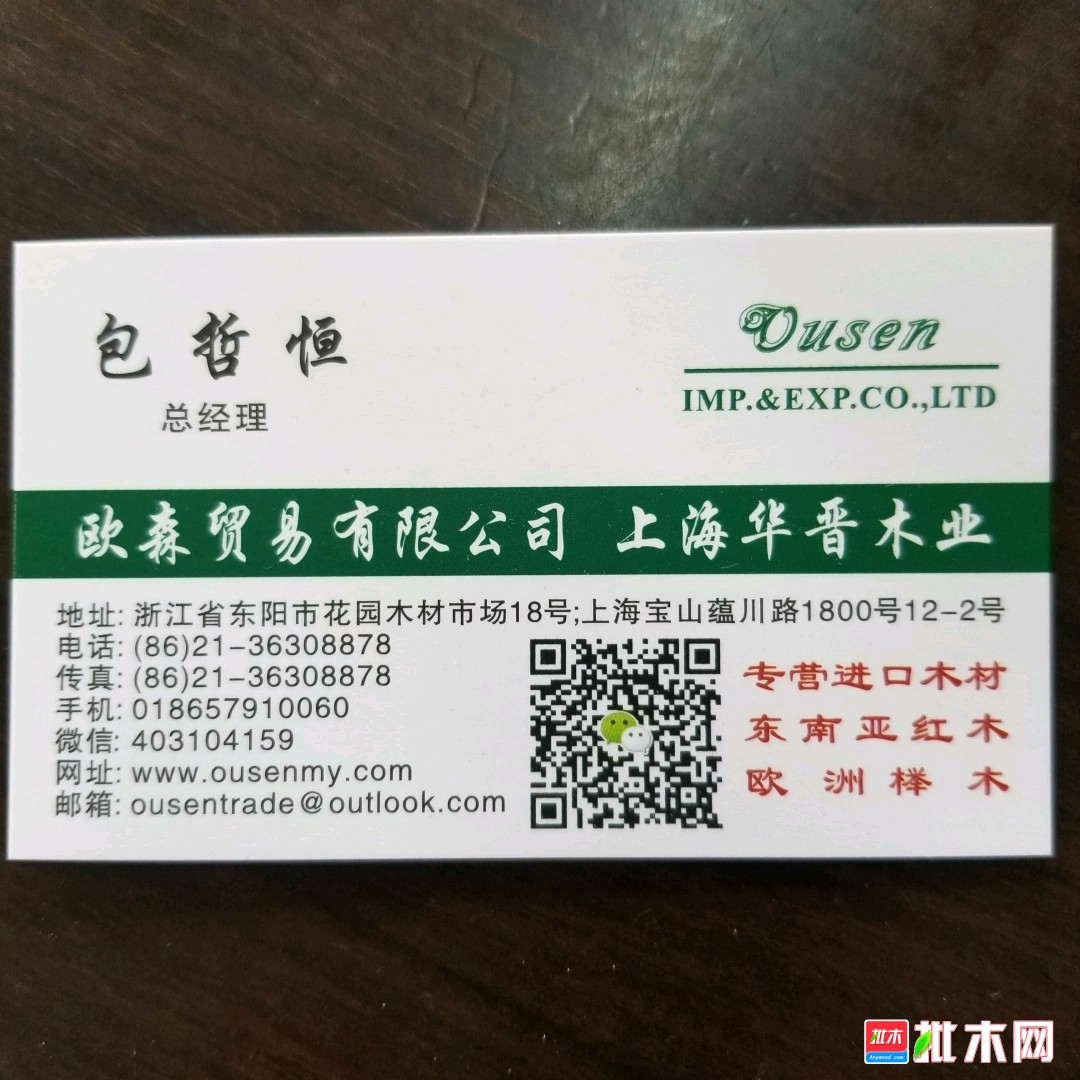 包哲恒
总经理
Ousen
IMP.&EXP.CO.,LTD
欧森贸易有限公司 上海华晋木业
地址: 浙江省东阳市花园木材市场18号;上海宝山蕴川路1800号12-2号
电话: (86)21-36308878
传真: (86)21-36308878
手机: 018657910060
微信: 403104159
网址: www.ousenmy.com
邮箱: ousentrade@outlook.com
专营进口木材
东南亚红木
欧洲榉木
批木
Anywood.com
批木网